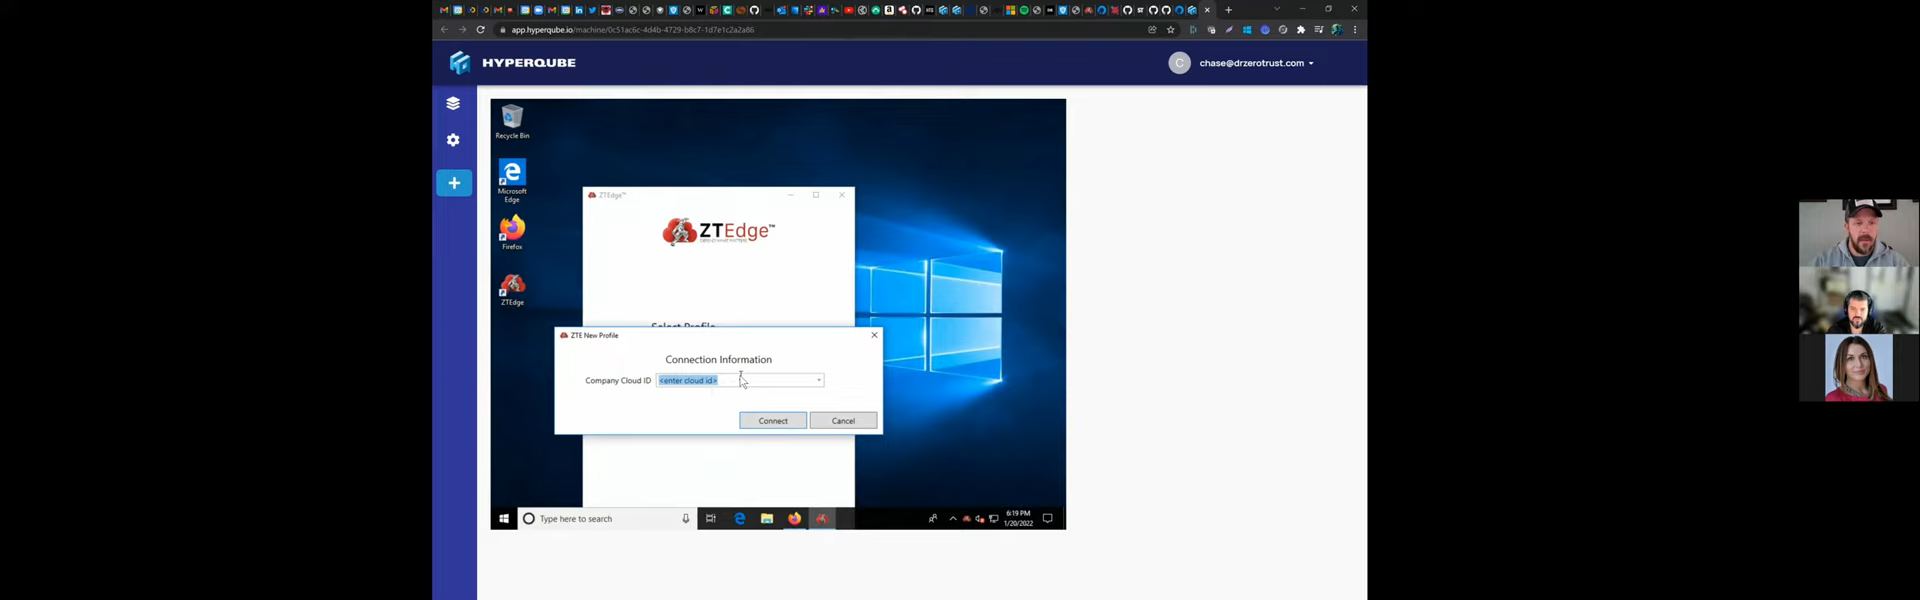 app.hyperqube.io/machine/0c51ac6c-4d4b-4729-b8c7-1d7e1c2a2a86
HYPERQUBE
C
chase@drzerotrust.com
Recycle Bin
Microsoft
Edge
Firefox
ZTEdge
ZTEdge™
ZTEdge™
Select Profile
ZTE New Profile
Connection Information
Company Cloud ID
<enter cloud id>
Connect
Cancel
Type here to search
6:19 PM
1/20/2022